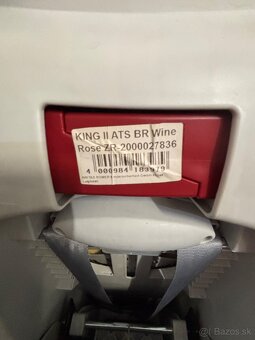 KING II ATS BR Wine
Rose ZR-2000027836
4 000984 183979
© Bazos.sk